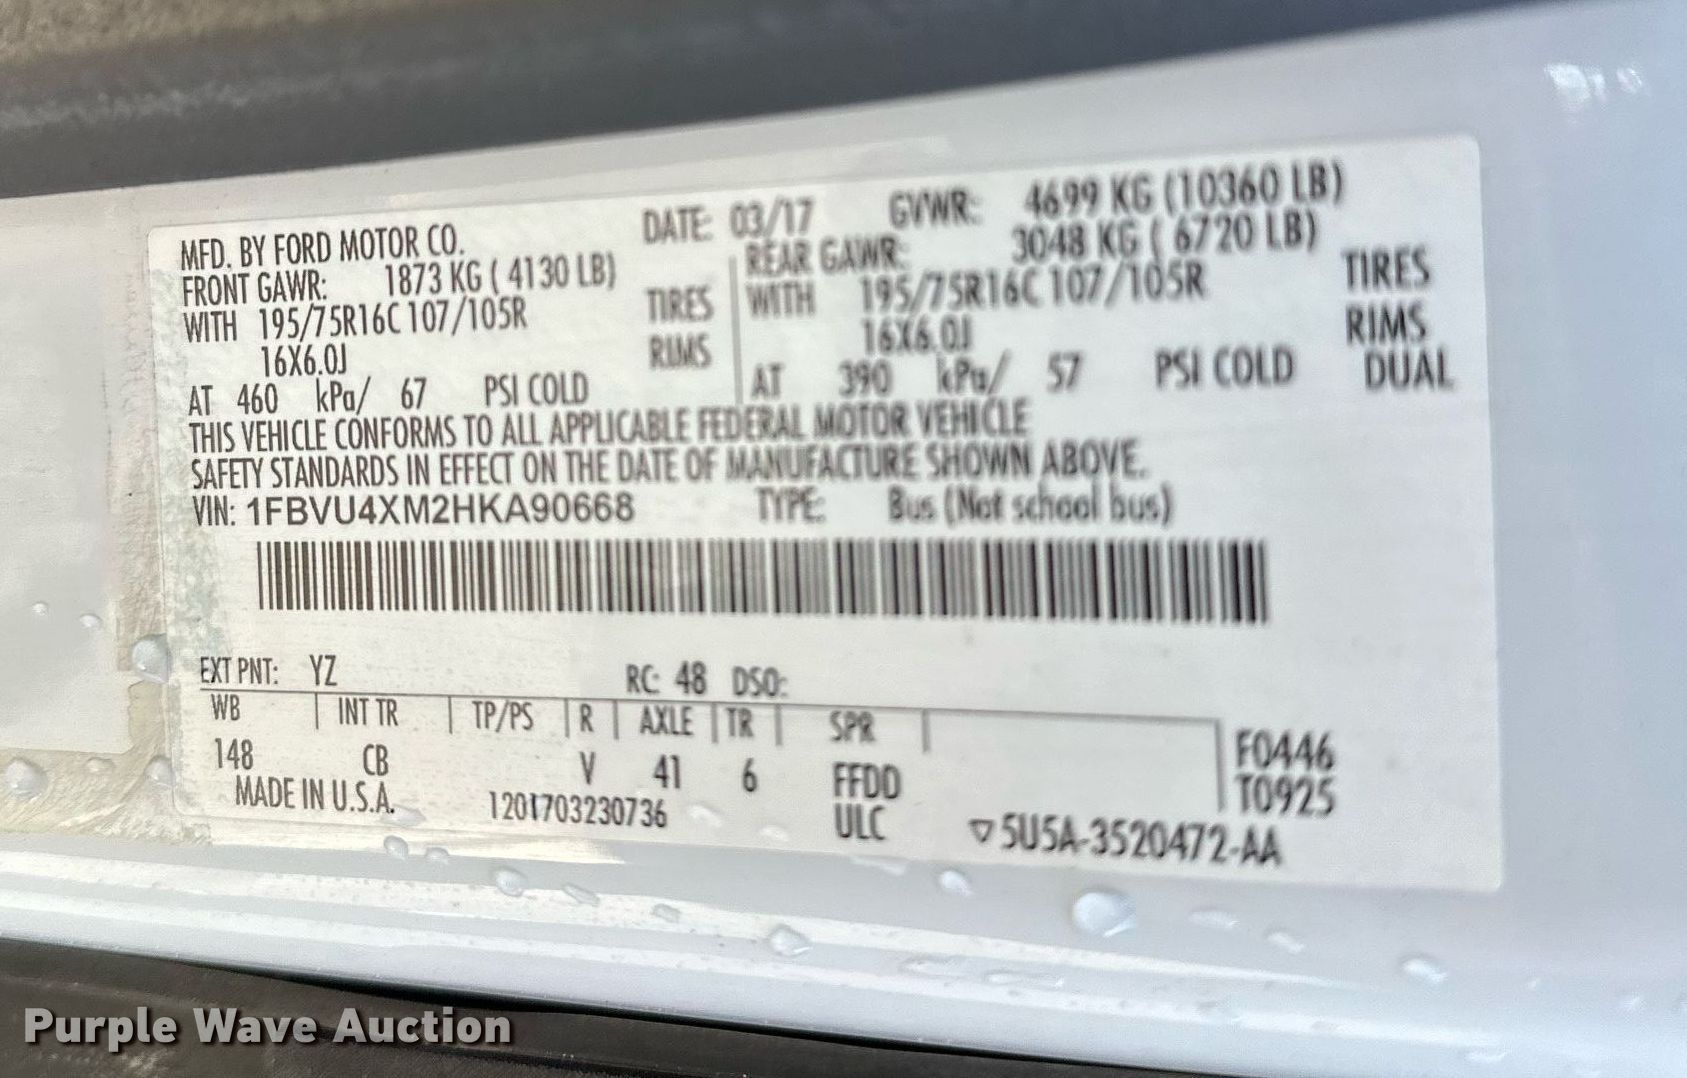 MFD. BY FORD MOTOR CO. DATE: 03/17 GVWR: 4699 KG (10360 LB)
FRONT GAWR: 1873 KG ( 4130 LB) REAR GAWR: 3048 KG ( 6720 LB)
WITH 195/75R16C 107/105R TIRES WITH 195/75R16C 107/105R TIRES
16X6.0J RIMS 16X6.0J RIMS
AT 460 kPa/ 67 PSI COLD AT 390 kPa/ 57 PSI COLD DUAL
THIS VEHICLE CONFORMS TO ALL APPLICABLE FEDERAL MOTOR VEHICLE
SAFETY STANDARDS IN EFFECT ON THE DATE OF MANUFACTURE SHOWN ABOVE.
VIN: 1FBVU4XM2HKA90668 TYPE: Bus (Not school bus)
EXT PNT: YZ RC: 48 DSO:
WB INT TR TP/PS R AXLE TR SPR
148 CB V 41 6 FFDD F0446
MADE IN U.S.A. 1201703230736 ULC T0925
▽5U5A-3520472-AA
Purple Wave Auction